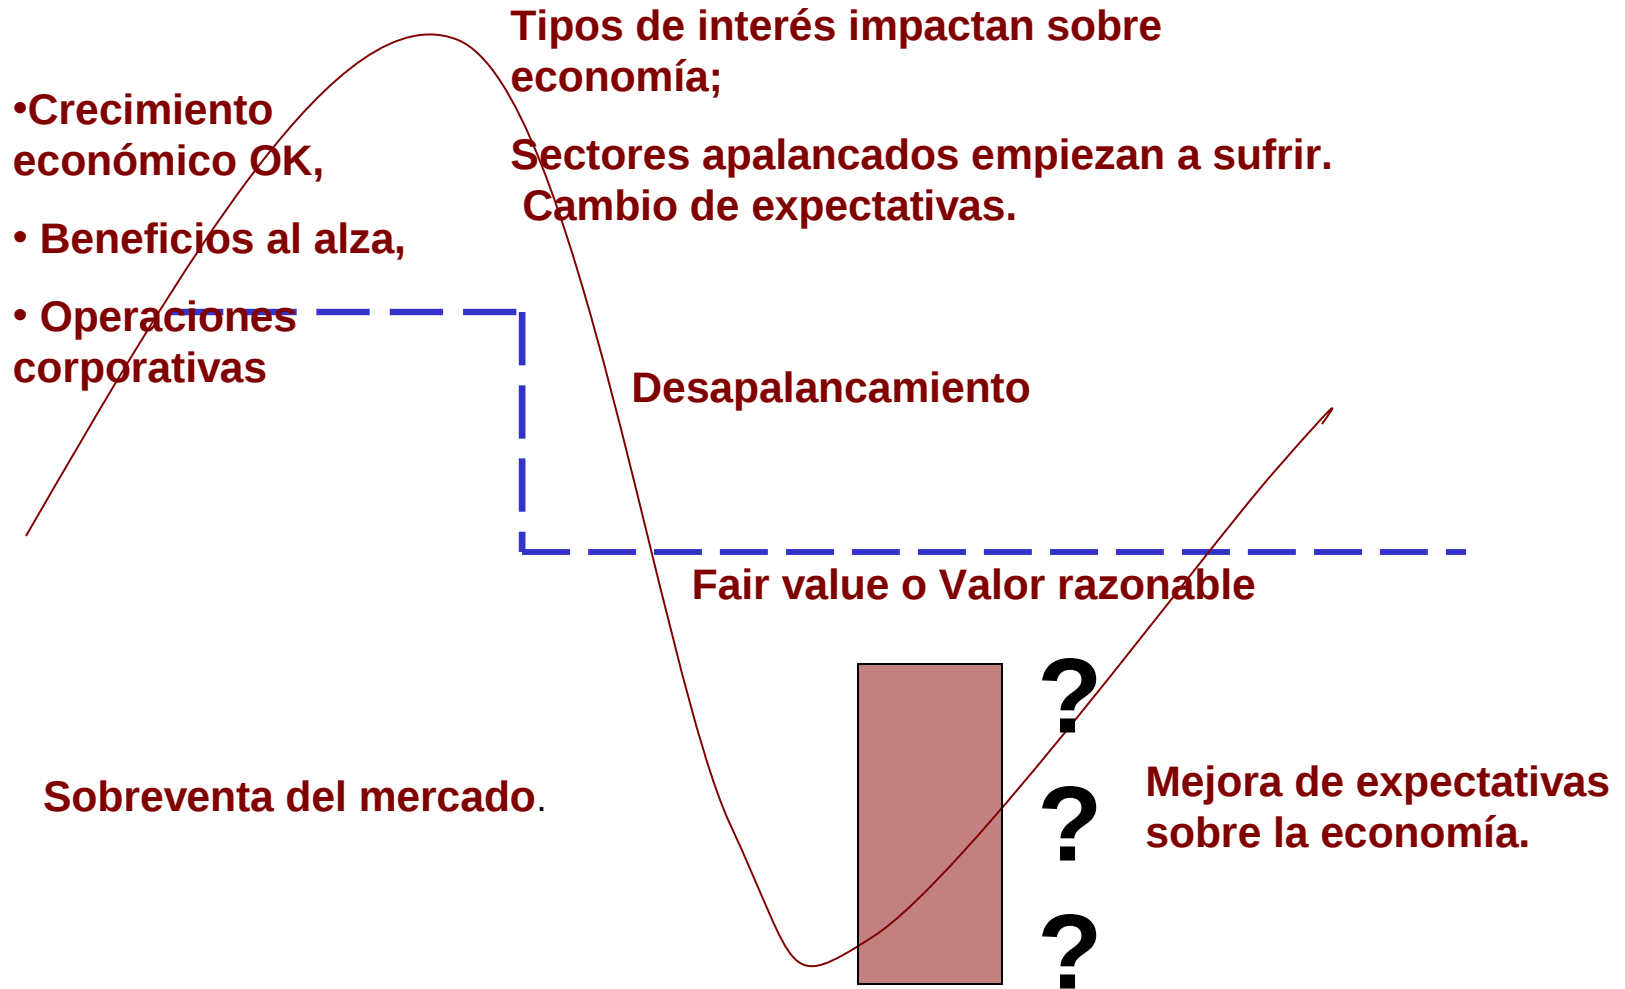 Tipos de interés impactan sobre
economía;
•Crecimiento
económico OK,
Sectores apalancados empiezan a sufrir.
Cambio de expectativas.
• Beneficios al alza,
• Operaciones
corporativas
Desapalancamiento
Fair value o Valor razonable
?
Sobreventa del mercado.
?
Mejora de expectativas
sobre la economía.
?